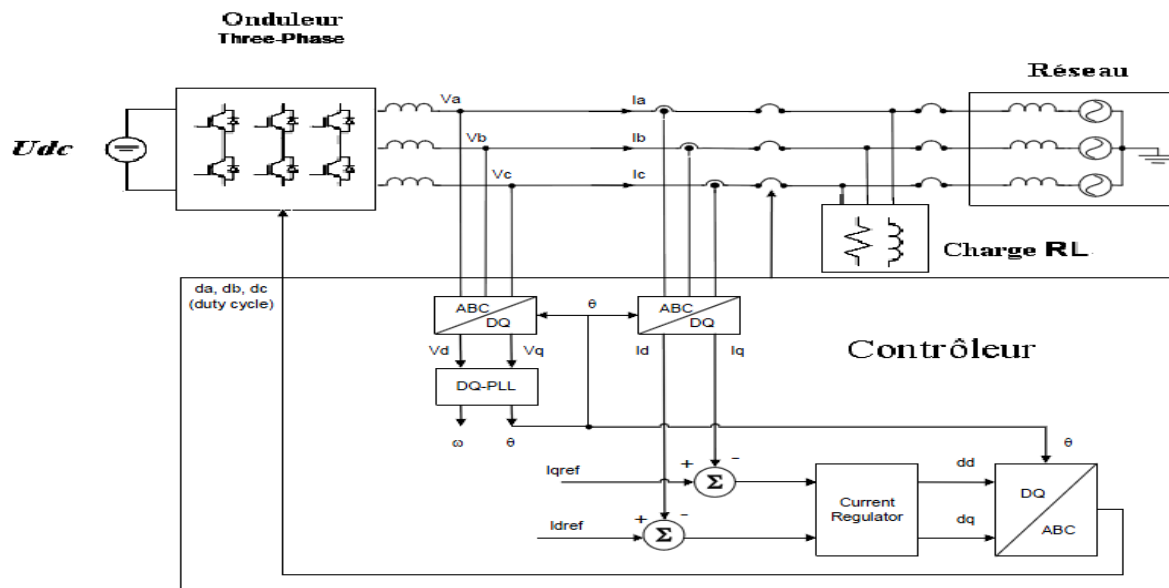 Onduleur
Three-Phase
Réseau
Udc
Va
Vb
Vc
Ia
Ib
Ic
Charge RL
da, db, dc
(duty cycle)
ABC
DQ
θ
ABC
DQ
Vd
Vq
Id
Iq
Contrôleur
DQ-PLL
ω
θ
θ
Iqref
+
-
Σ
Idref
+
-
Σ
Current
Regulator
dd
dq
DQ
ABC